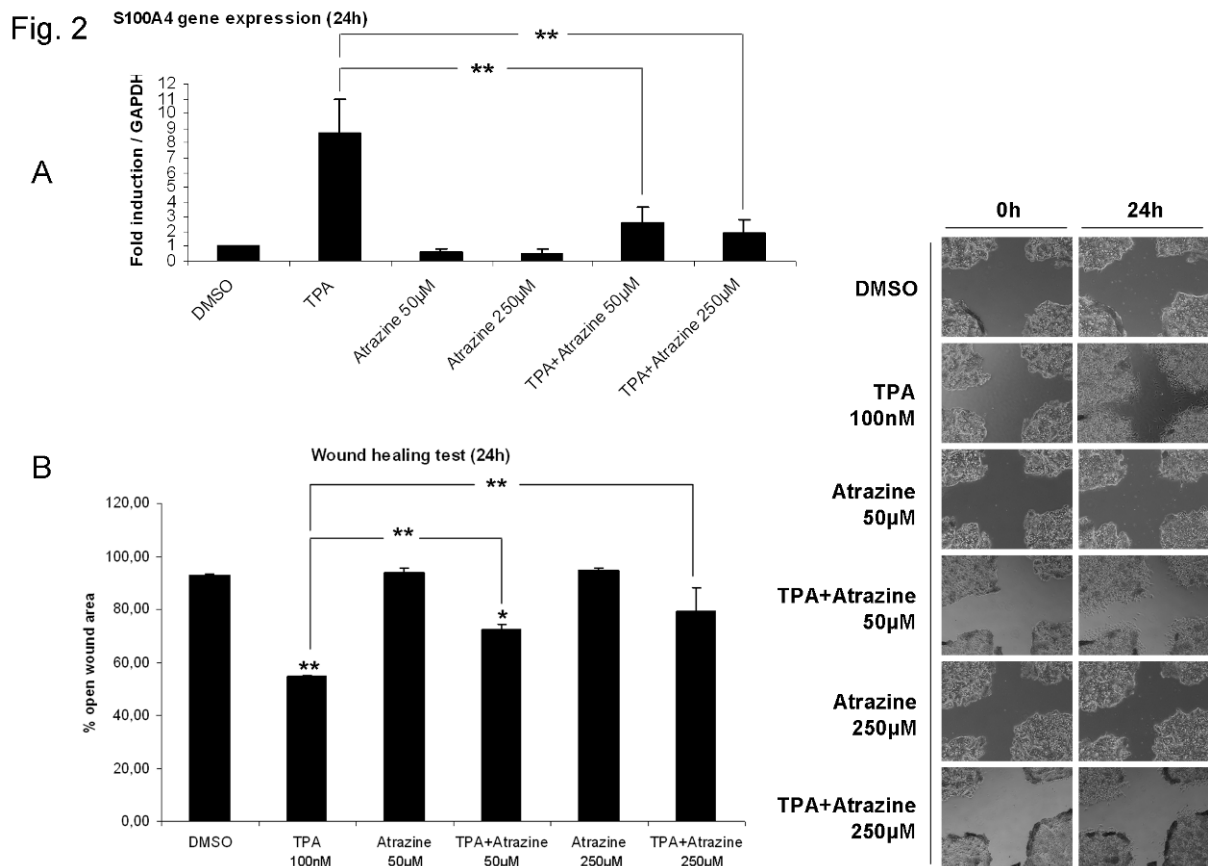 Fig. 2
S100A4 gene expression (24h)
A
Fold induction / GAPDH
12
11
10
9
8
7
6
5
4
3
2
1
0
**
**
DMSO
TPA
Atrazine 50µM
Atrazine 250µM
TPA+Atrazine 50µM
TPA+Atrazine 250µM
B
Wound healing test (24h)
% open wound area
120,00
100,00
80,00
60,00
40,00
20,00
0,00
**
**
**
*
DMSO
TPA
100nM
Atrazine
50µM
TPA+Atrazine
50µM
Atrazine
250µM
TPA+Atrazine
250µM
0h 24h
DMSO
TPA
100nM
Atrazine
50µM
TPA+Atrazine
50µM
Atrazine
250µM
TPA+Atrazine
250µM